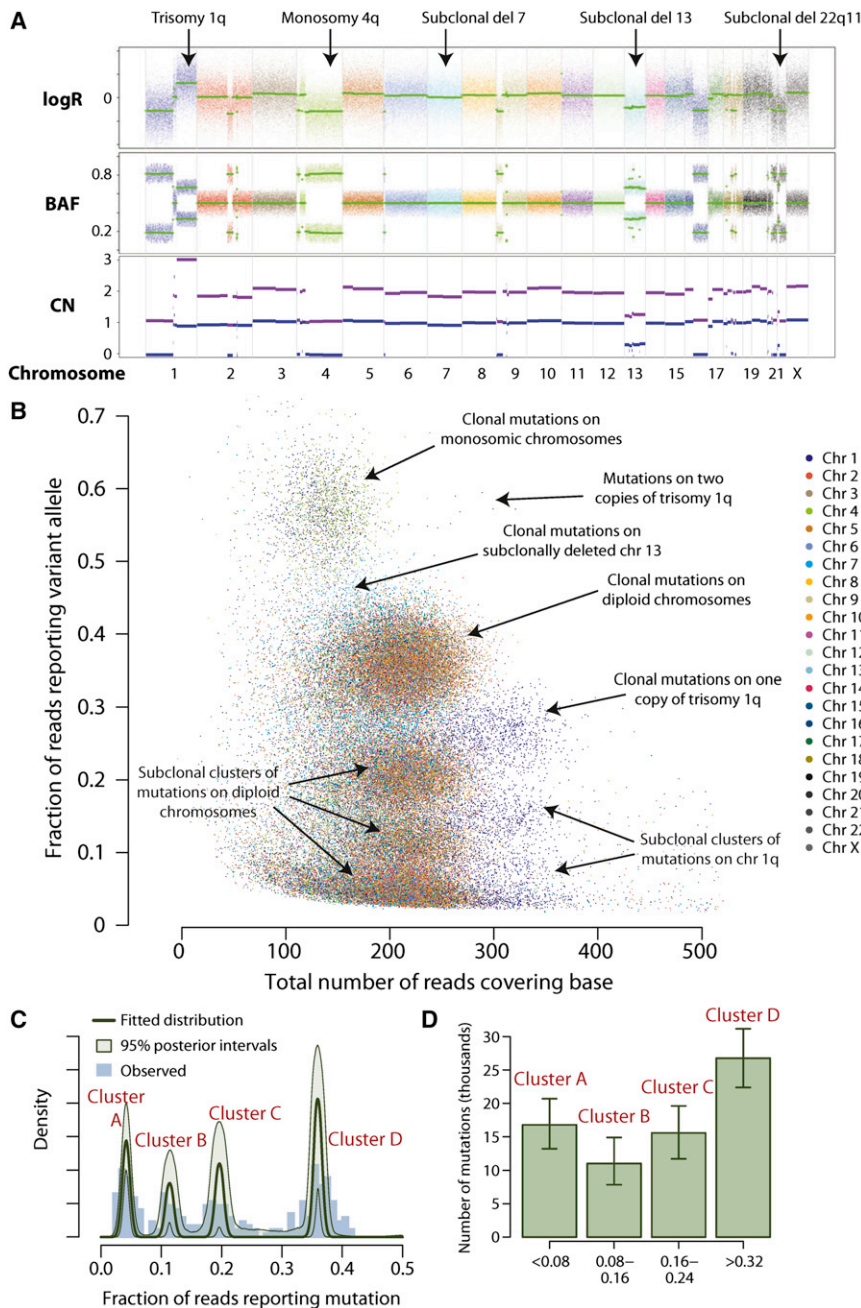 A
Trisomy 1q
Monosomy 4q
Subclonal del 7
Subclonal del 13
Subclonal del 22q11
logR
0
BAF
0.8
0.2
CN
3
2
1
0
Chromosome
1 2 3 4 5 6 7 8 9 10 11 12 13 15 17 19 21 X
B
Fraction of reads reporting variant allele
0.7
0.6
0.5
0.4
0.3
0.2
0.1
0
Clonal mutations on
monosomic chromosomes
Mutations on two
copies of trisomy 1q
Clonal mutations on
subclonally deleted chr 13
Clonal mutations on
diploid chromosomes
Clonal mutations on one
copy of trisomy 1q
Subclonal clusters of
mutations on diploid
chromosomes
Subclonal clusters of
mutations on chr 1q
0 100 200 300 400 500
Total number of reads covering base
Chr 1
Chr 2
Chr 3
Chr 4
Chr 5
Chr 6
Chr 7
Chr 8
Chr 9
Chr 10
Chr 11
Chr 12
Chr 13
Chr 14
Chr 15
Chr 16
Chr 17
Chr 18
Chr 19
Chr 20
Chr 21
Chr 22
Chr X
C
Fitted distribution
95% posterior intervals
Observed
Density
Cluster
A
Cluster B
Cluster C
Cluster D
0.0 0.1 0.2 0.3 0.4 0.5
Fraction of reads reporting mutation
D
Number of mutations (thousands)
30
25
20
15
10
5
0
Cluster A
Cluster B
Cluster C
Cluster D
<0.08
0.08–
0.16
0.16–
0.24
>0.32